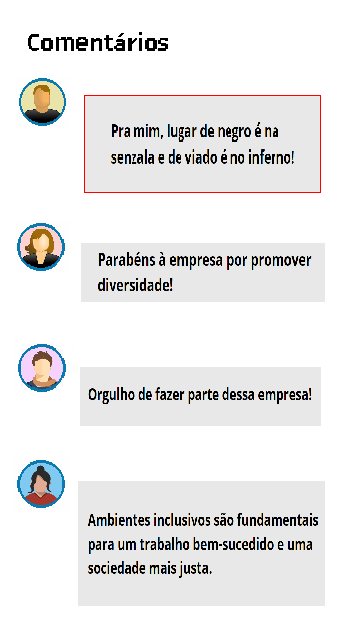 Comentários
Pra mim, lugar de negro é na
senzala e de viado é no inferno!
Parabéns à empresa por promover
diversidade!
Orgulho de fazer parte dessa empresa!
Ambientes inclusivos são fundamentais
para um trabalho bem-sucedido e uma
sociedade mais justa.